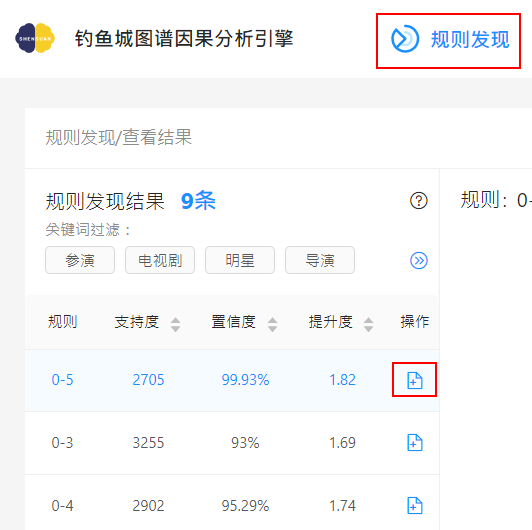 SHENSUAN 钓鱼城图谱因果分析引擎 规则发现
规则发现/查看结果
规则发现结果 9条 规则：0-
关键词过滤：
参演 电视剧 明星 导演
规则 支持度 置信度 提升度 操作
0-5 2705 99.93% 1.82
0-3 3255 93% 1.69
0-4 2902 95.29% 1.74